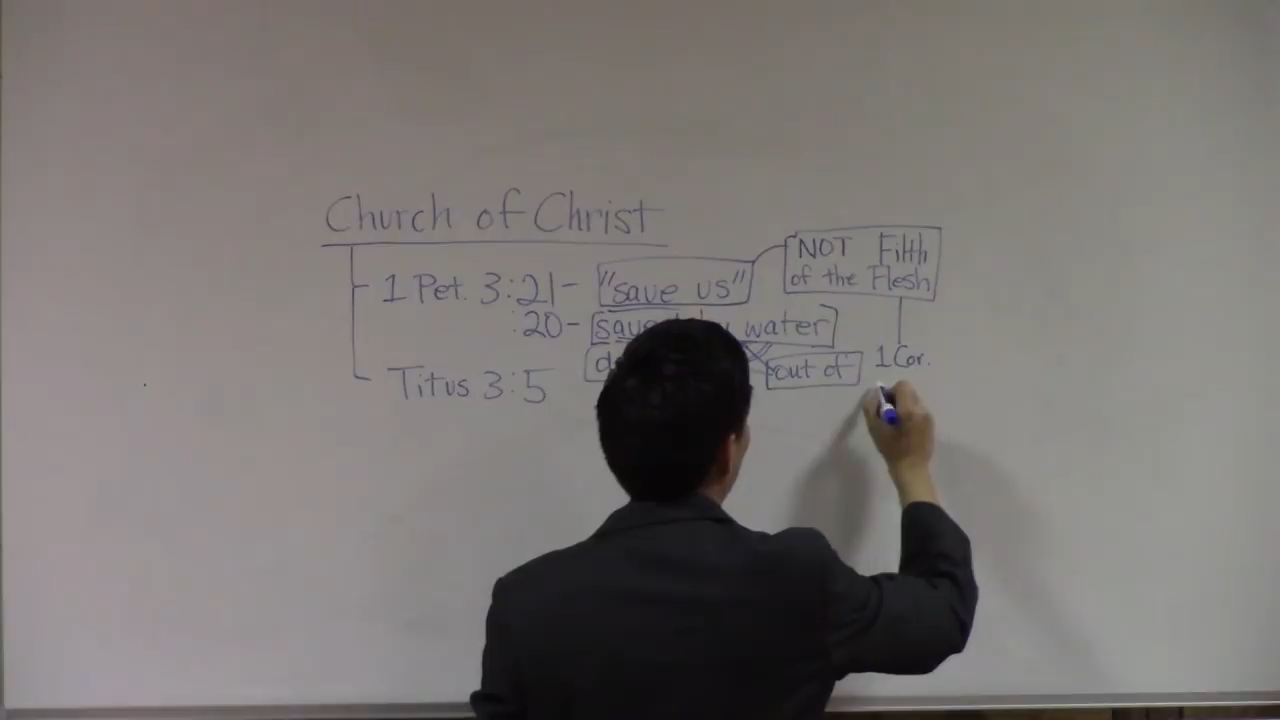 Church of Christ
1 Pet. 3:21- "save us"
NOT Filth
of the Flesh
:20- saved by water
out of
1 Cor.
Titus 3:5